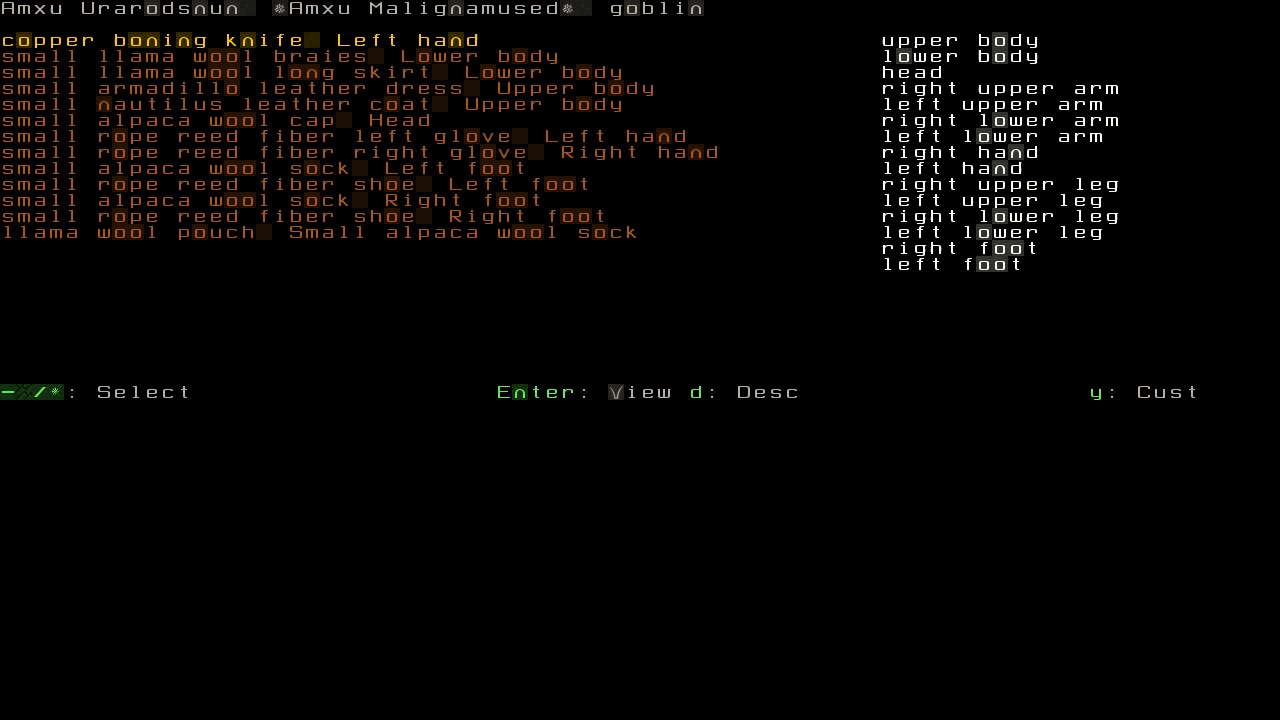 Amxu Urarodsnun *Amxu Malignamused* goblin
copper boning knife Left hand
small llama wool braies Lower body
small llama wool long skirt Lower body
small armadillo leather dress Upper body
small nautilus leather coat Upper body
small alpaca wool cap Head
small rope reed fiber left glove Left hand
small rope reed fiber right glove Right hand
small alpaca wool sock Left foot
small rope reed fiber shoe Left foot
small alpaca wool sock Right foot
small rope reed fiber shoe Right foot
llama wool pouch Small alpaca wool sock
upper body
lower body
head
right upper arm
left upper arm
right lower arm
left lower arm
right hand
left hand
right upper leg
left upper leg
right lower leg
left lower leg
right foot
left foot
- /*: Select Enter: View d: Desc y: Cust